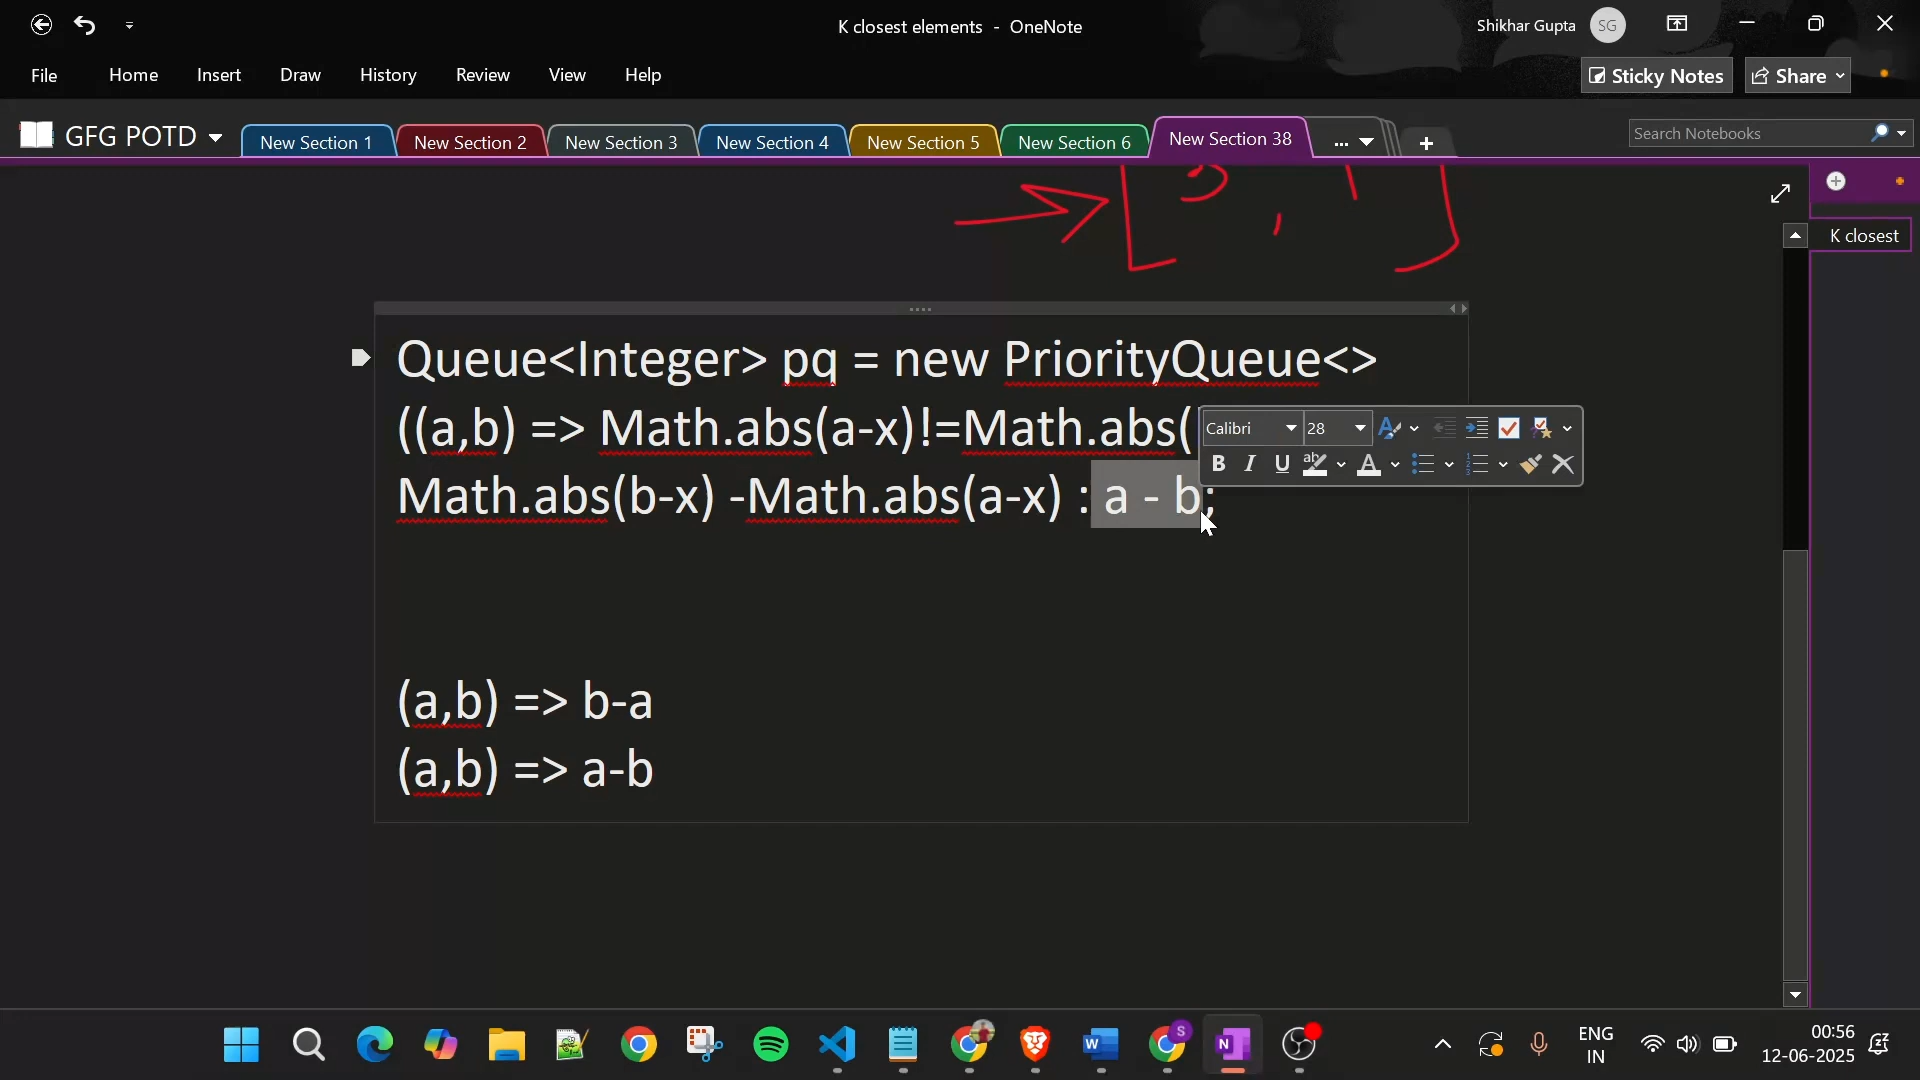 K closest elements - OneNote
Shikhar Gupta
SG
File
Home
Insert
Draw
History
Review
View
Help
Sticky Notes
Share
GFG POTD
New Section 1
New Section 2
New Section 3
New Section 4
New Section 5
New Section 6
New Section 38
...
+
Search Notebooks
K closest
Queue<Integer> pq = new PriorityQueue<>
((a,b) => Math.abs(a-x)!=Math.abs(
Calibri
28
B I U ab A
Math.abs(b-x) -Math.abs(a-x) : a - b;
(a,b) => b-a
(a,b) => a-b
S
ENG
IN
00:56
12-06-2025